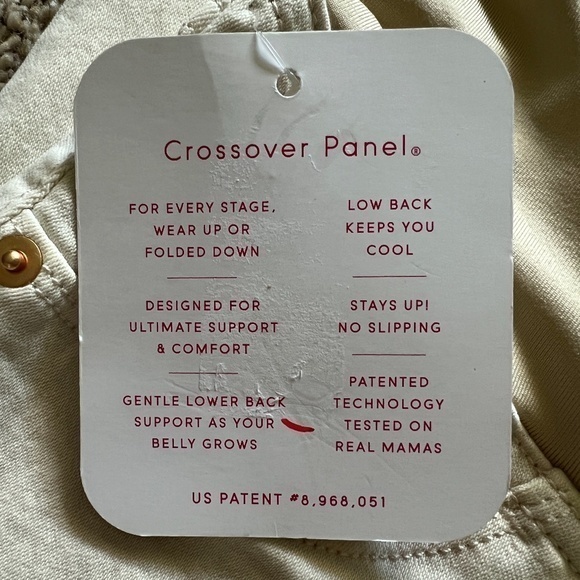 Crossover Panel®
FOR EVERY STAGE,
WEAR UP OR
FOLDED DOWN
DESIGNED FOR
ULTIMATE SUPPORT
& COMFORT
GENTLE LOWER BACK
SUPPORT AS YOUR
BELLY GROWS
LOW BACK
KEEPS YOU
COOL
STAYS UP!
NO SLIPPING
PATENTED
TECHNOLOGY
TESTED ON
REAL MAMAS
US PATENT #8,968,051